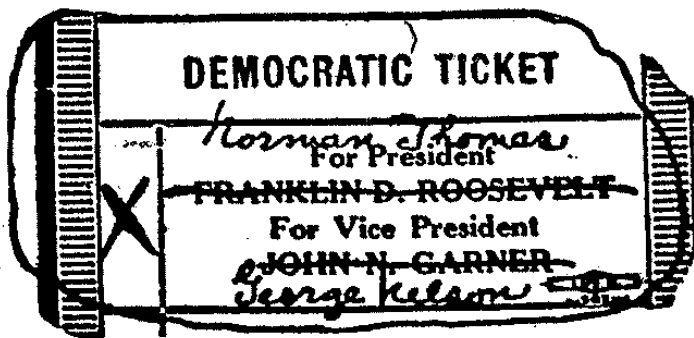 DEMOCRATIC TICKET
Norman Thomas
For President
FRANKLIN D. ROOSEVELT
For Vice President
JOHN N. GARNER
George Nelson